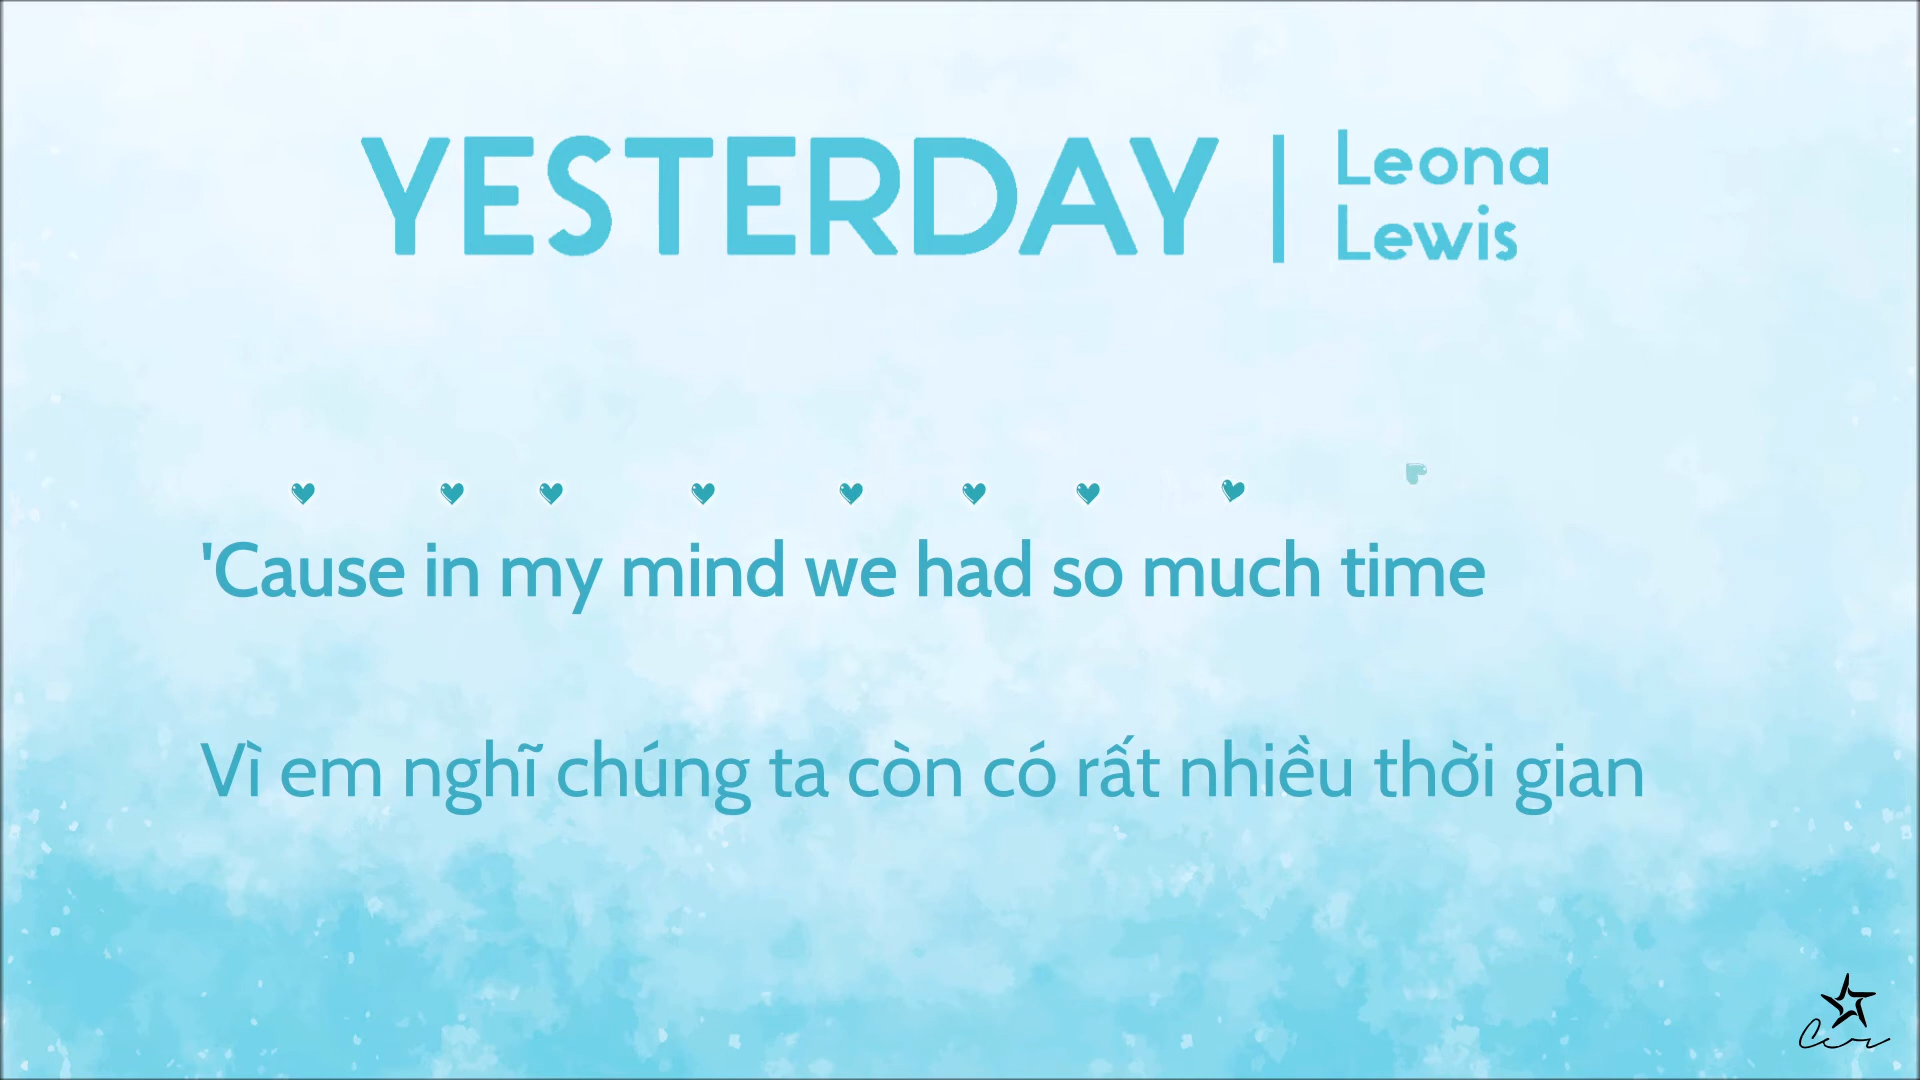 YESTERDAY | Leona
Lewis
'Cause in my mind we had so much time
Vì em nghĩ chúng ta còn có rất nhiều thời gian